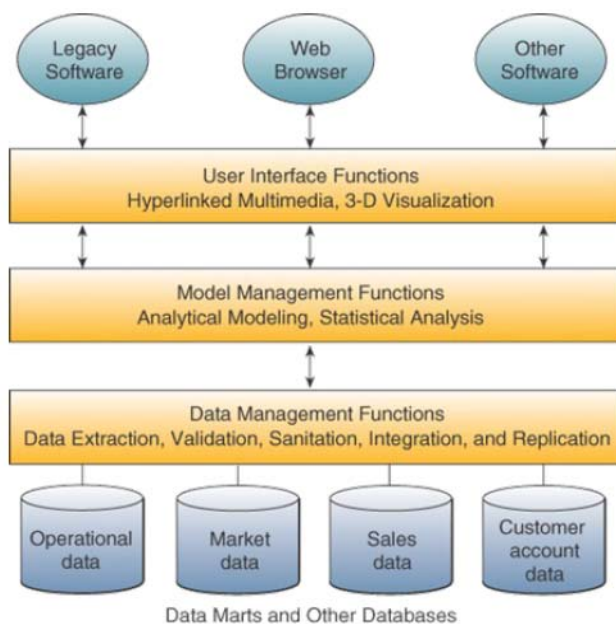 Legacy
Software
Web
Browser
Other
Software
User Interface Functions
Hyperlinked Multimedia, 3-D Visualization
Model Management Functions
Analytical Modeling, Statistical Analysis
Data Management Functions
Data Extraction, Validation, Sanitation, Integration, and Replication
Operational
data
Market
data
Sales
data
Customer
account
data
Data Marts and Other Databases